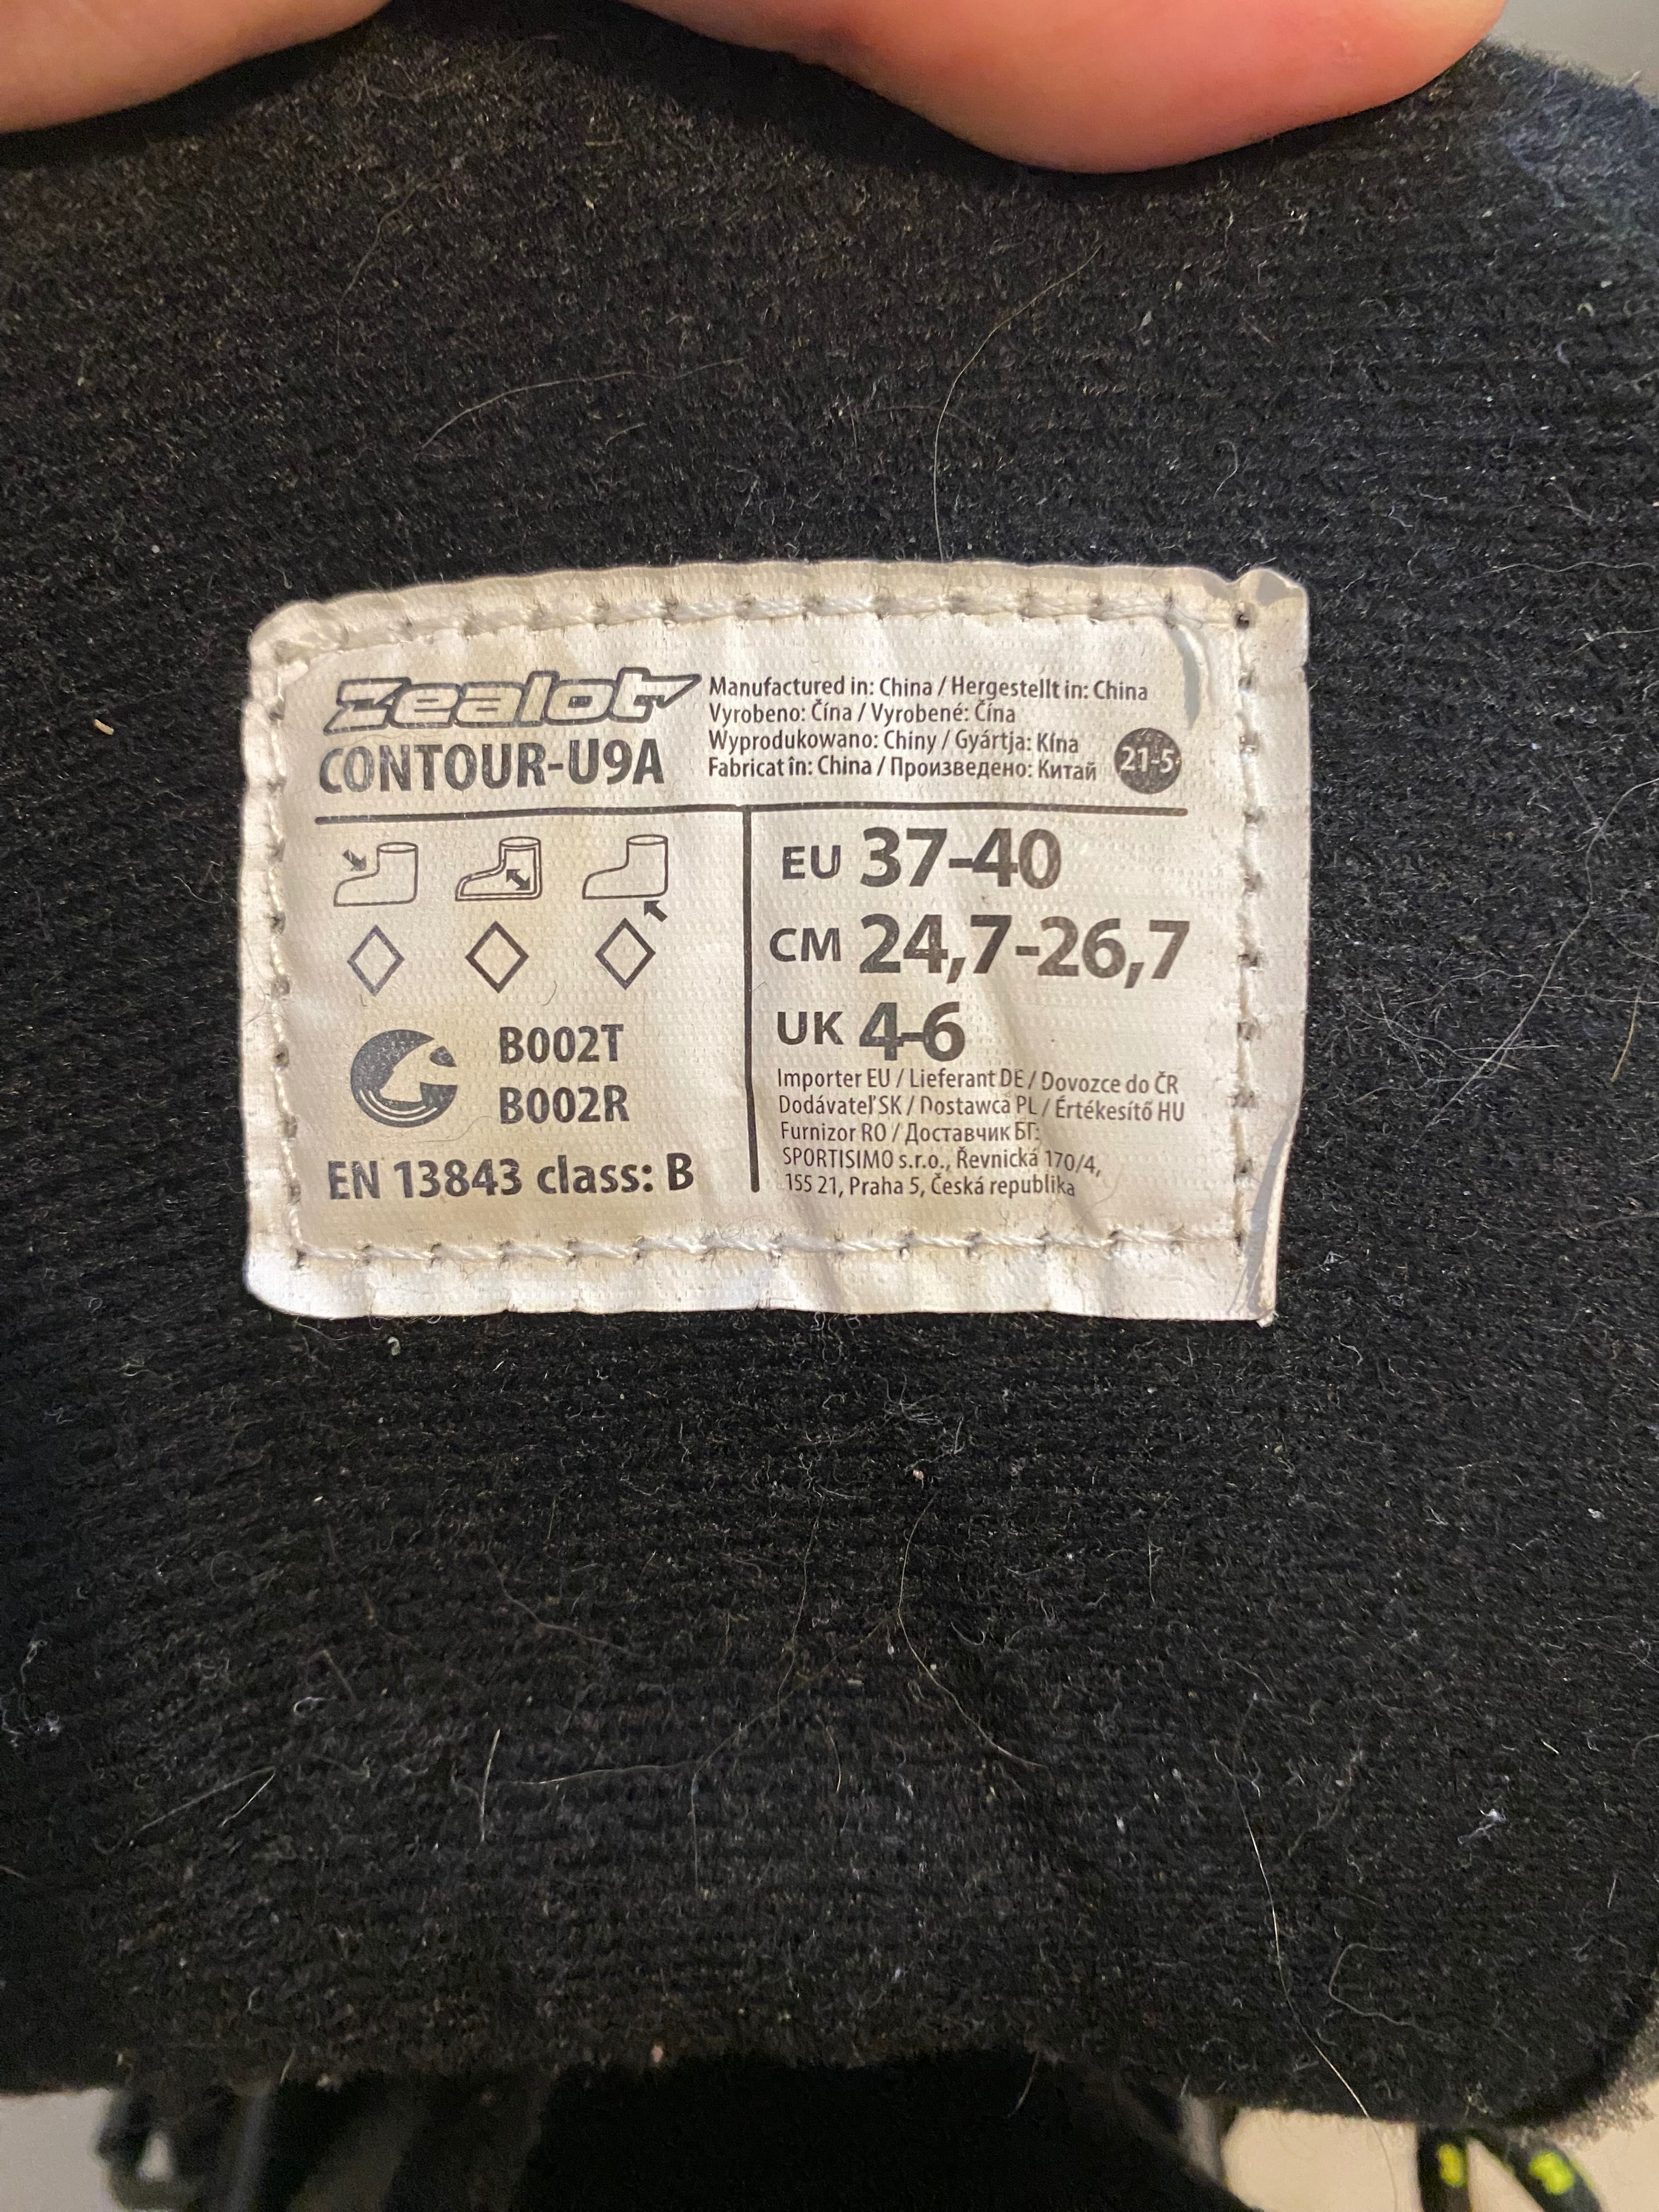 zealot
CONTOUR-U9A
Manufactured in: China / Hergestellt in: China
Vyrobeno: Čína / Vyrobené: Čína
Wyprodukowano: Chiny / Gyártja: Kína
Fabricat în: China / Произведено: Китай
21-5
B002T
B002R
EN 13843 class: B
EU 37-40
CM 24,7-26,7
UK 4-6
Importer EU / Lieferant DE / Dovozce do ČR
Dodávateľ SK / Dostawca PL / Értékesítő HU
Furnizor RO / Доставчик БГ:
SPORTISIMO s.r.o., Řevnická 170/4,
155 21, Praha 5, Česká republika